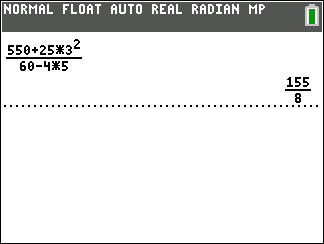 NORMAL FLOAT AUTO REAL RADIAN MP
550+25*3²
60-4*5
155
8